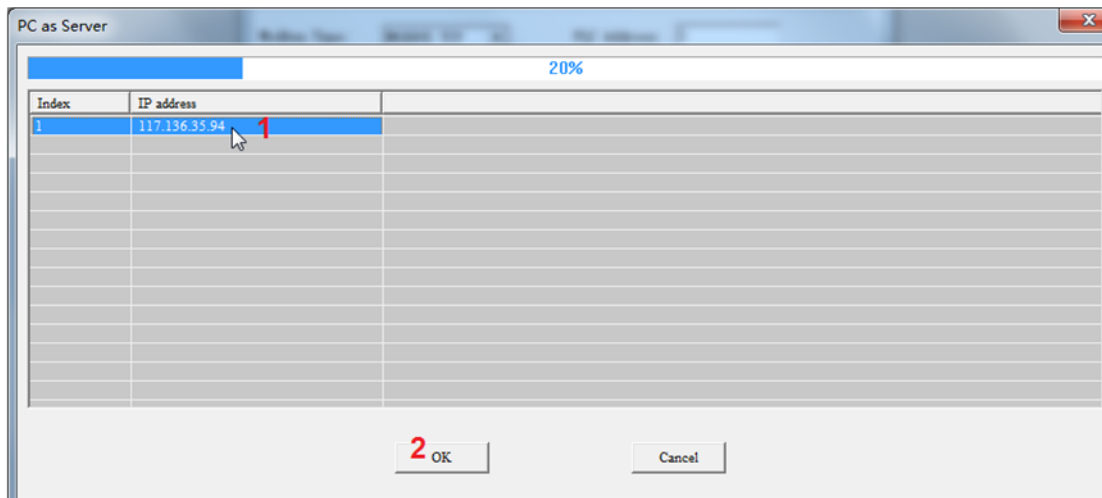 PC as Server
20%
Index IP address
1 117.136.35.94 1
2 OK Cancel